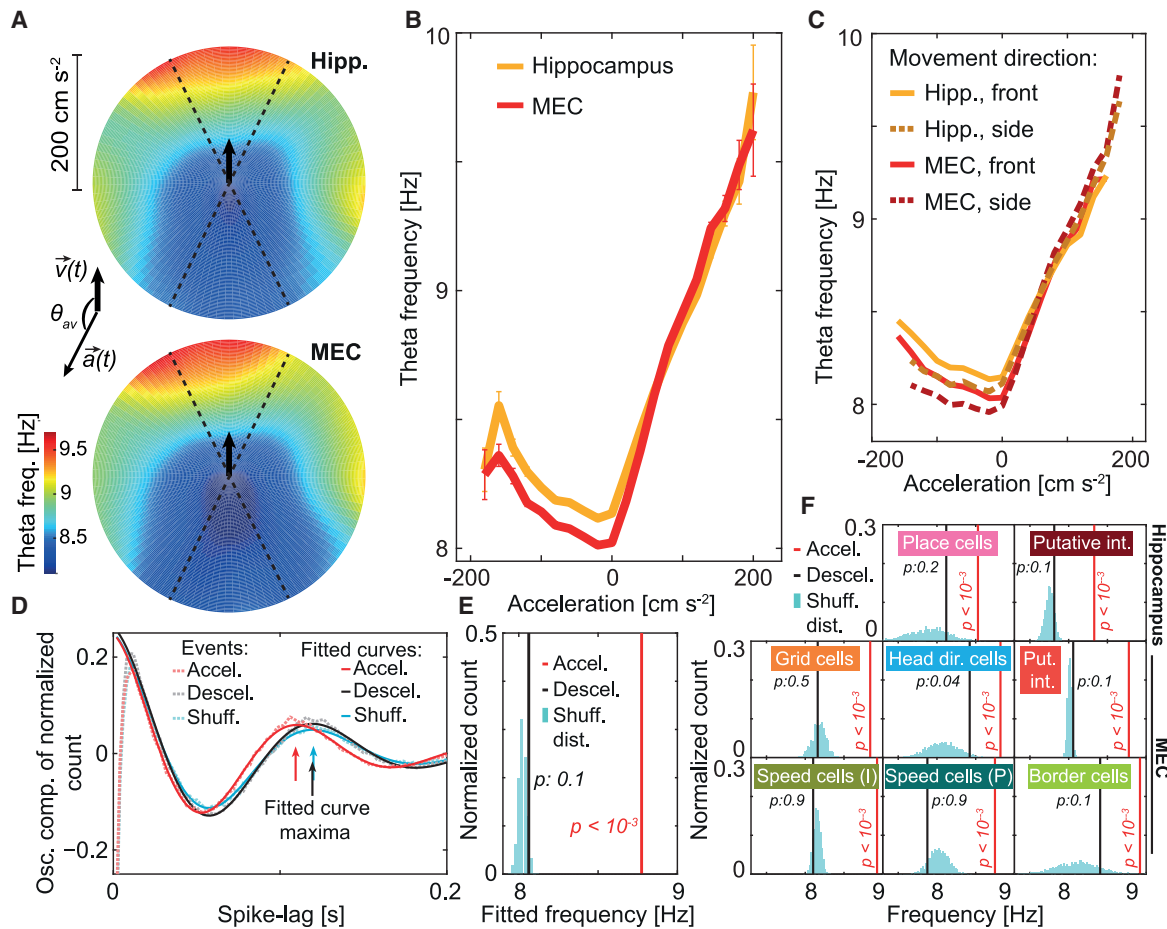 A
200 cm s⁻²
Hipp.
v(t)
θav
a(t)
MEC
Theta freq. [Hz]
9.5
9
8.5
B
Theta frequency [Hz]
10
9
8
Hippocampus
MEC
-200
0
200
Acceleration [cm s⁻²]
C
Theta frequency [Hz]
10
9
8
Movement direction:
Hipp., front
Hipp., side
MEC, front
MEC, side
-200
0
200
Acceleration [cm s⁻²]
D
Osc. comp. of normalized count
0.2
0
−0.2
Events:
Accel.
Descel.
Shuff.
Fitted curves:
Accel.
Descel.
Shuff.
Fitted curve
maxima
0
0.1
0.2
Spike-lag [s]
E
Normalized count
0.5
0
Accel.
Descel.
Shuff.
dist.
p: 0.1
p < 10⁻³
8
9
Fitted frequency [Hz]
F
0.3
0
Accel.
Descel.
Shuff.
dist.
Place cells
p:0.2
p < 10⁻³
Putative int.
p:0.1
p < 10⁻³
Hippocampus
Normalized count
0.3
0
Grid cells
p:0.5
p < 10⁻³
Head dir. cells
p:0.04
p < 10⁻³
Put.
int.
p:0.1
p < 10⁻³
MEC
0.3
0
Speed cells (I)
p:0.9
p < 10⁻³
Speed cells (P)
p:0.9
p < 10⁻³
Border cells
p:0.1
p < 10⁻³
8
9
8
9
8
9
Frequency [Hz]